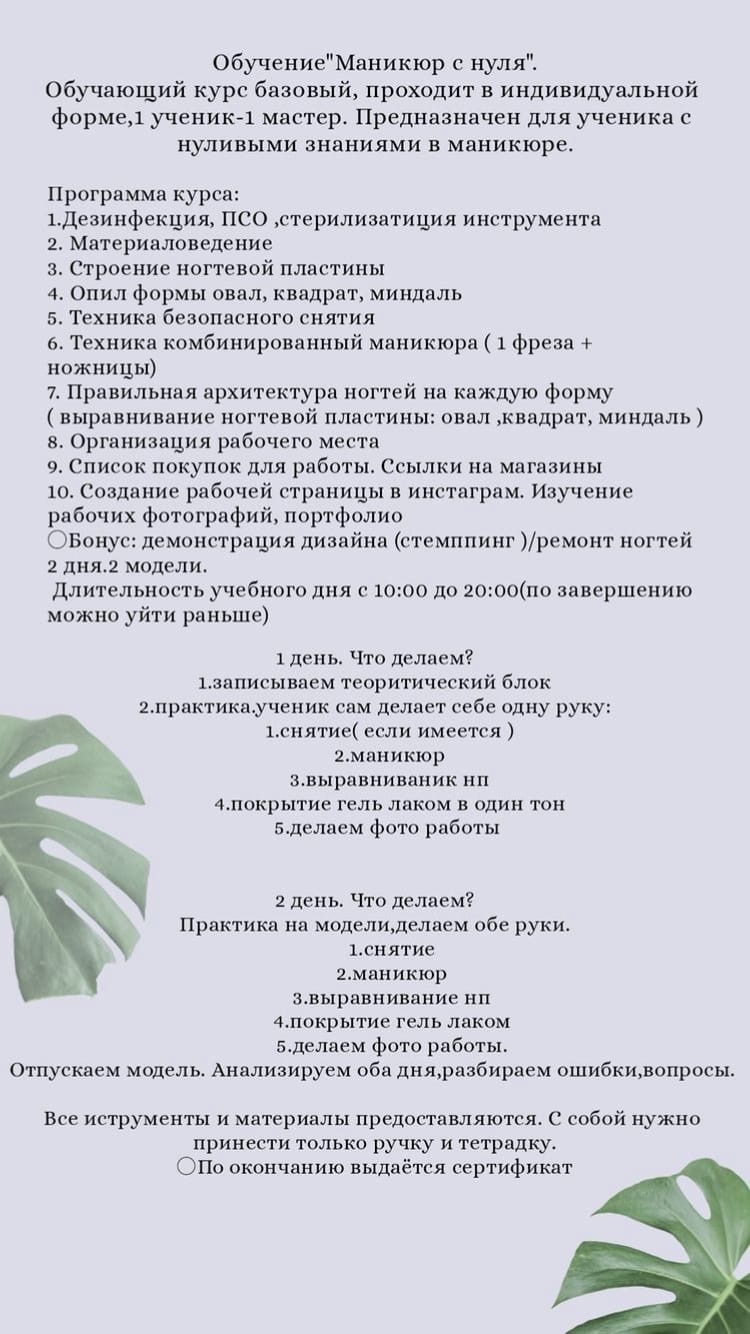 Обучение"Маникюр с нуля".
Обучающий курс базовый, проходит в индивидуальной
форме,1 ученик-1 мастер. Предназначен для ученика с
нуливыми знаниями в маникюре.
Программа курса:
1.Дезинфекция, ПСО ,стерилизатиция инструмента
2. Материаловедение
3. Строение ногтевой пластины
4. Опил формы овал, квадрат, миндаль
5. Техника безопасного снятия
6. Техника комбинированный маникюра ( 1 фреза +
ножницы)
7. Правильная архитектура ногтей на каждую форму
( выравнивание ногтевой пластины: овал ,квадрат, миндаль )
8. Организация рабочего места
9. Список покупок для работы. Ссылки на магазины
10. Создание рабочей страницы в инстаграм. Изучение
рабочих фотографий, портфолио
◯Бонус: демонстрация дизайна (стемппинг )/ремонт ногтей
2 дня.2 модели.
Длительность учебного дня с 10:00 до 20:00(по завершению
можно уйти раньше)
1 день. Что делаем?
1.записываем теоритический блок
2.практика.ученик сам делает себе одну руку:
1.снятие( если имеется )
2.маникюр
3.выравниваник нп
4.покрытие гель лаком в один тон
5.делаем фото работы
2 день. Что делаем?
Практика на модели,делаем обе руки.
1.снятие
2.маникюр
3.выравнивание нп
4.покрытие гель лаком
5.делаем фото работы.
Отпускаем модель. Анализируем оба дня,разбираем ошибки,вопросы.
Все иструменты и материалы предоставляются. С собой нужно
принести только ручку и тетрадку.
◯По окончанию выдаётся сертификат